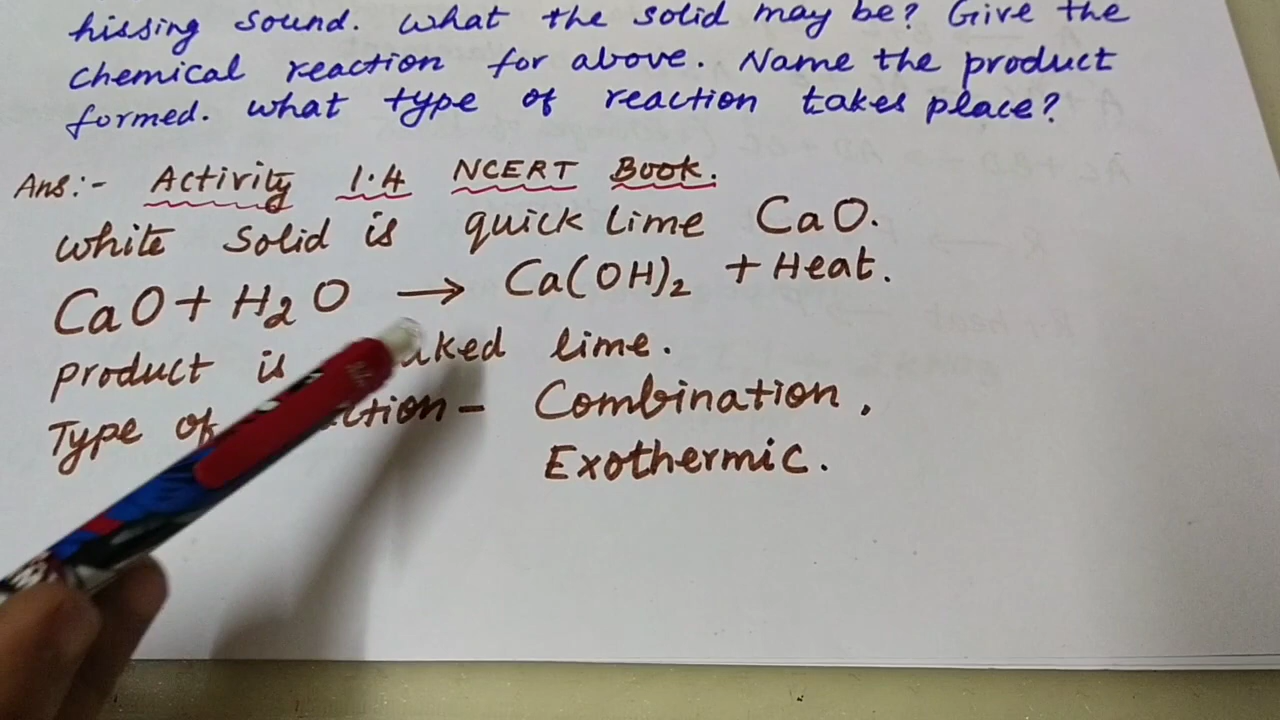 hissing sound. What the solid may be? Give the
chemical reaction for above. Name the product
formed. What type of reaction takes place?
Ans:- Activity 1.4 NCERT Book.
White Solid is quick lime CaO.
CaO + H₂O → Ca(OH)₂ + Heat.
product is lime.
Type of - Combination.
Exothermic.